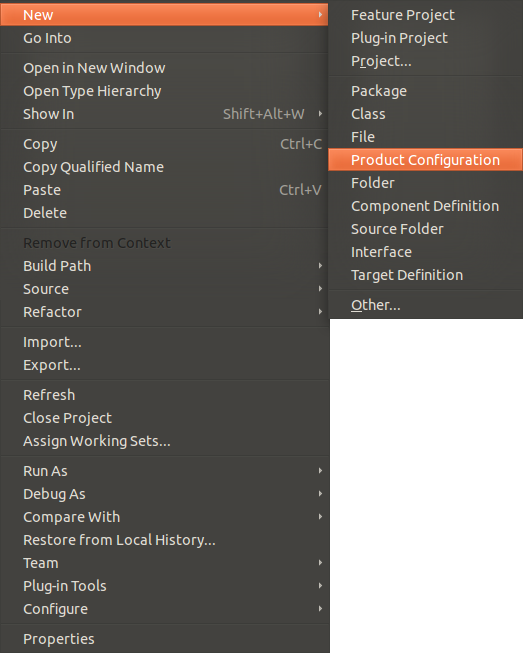 New
Go Into
Open in New Window
Open Type Hierarchy
Show In Shift+Alt+W
Copy Ctrl+C
Copy Qualified Name
Paste Ctrl+V
Delete
Remove from Context
Build Path
Source
Refactor
Import...
Export...
Refresh
Close Project
Assign Working Sets...
Run As
Debug As
Compare With
Restore from Local History...
Team
Plug-in Tools
Configure
Properties
Feature Project
Plug-in Project
Project...
Package
Class
File
Product Configuration
Folder
Component Definition
Source Folder
Interface
Target Definition
Other...